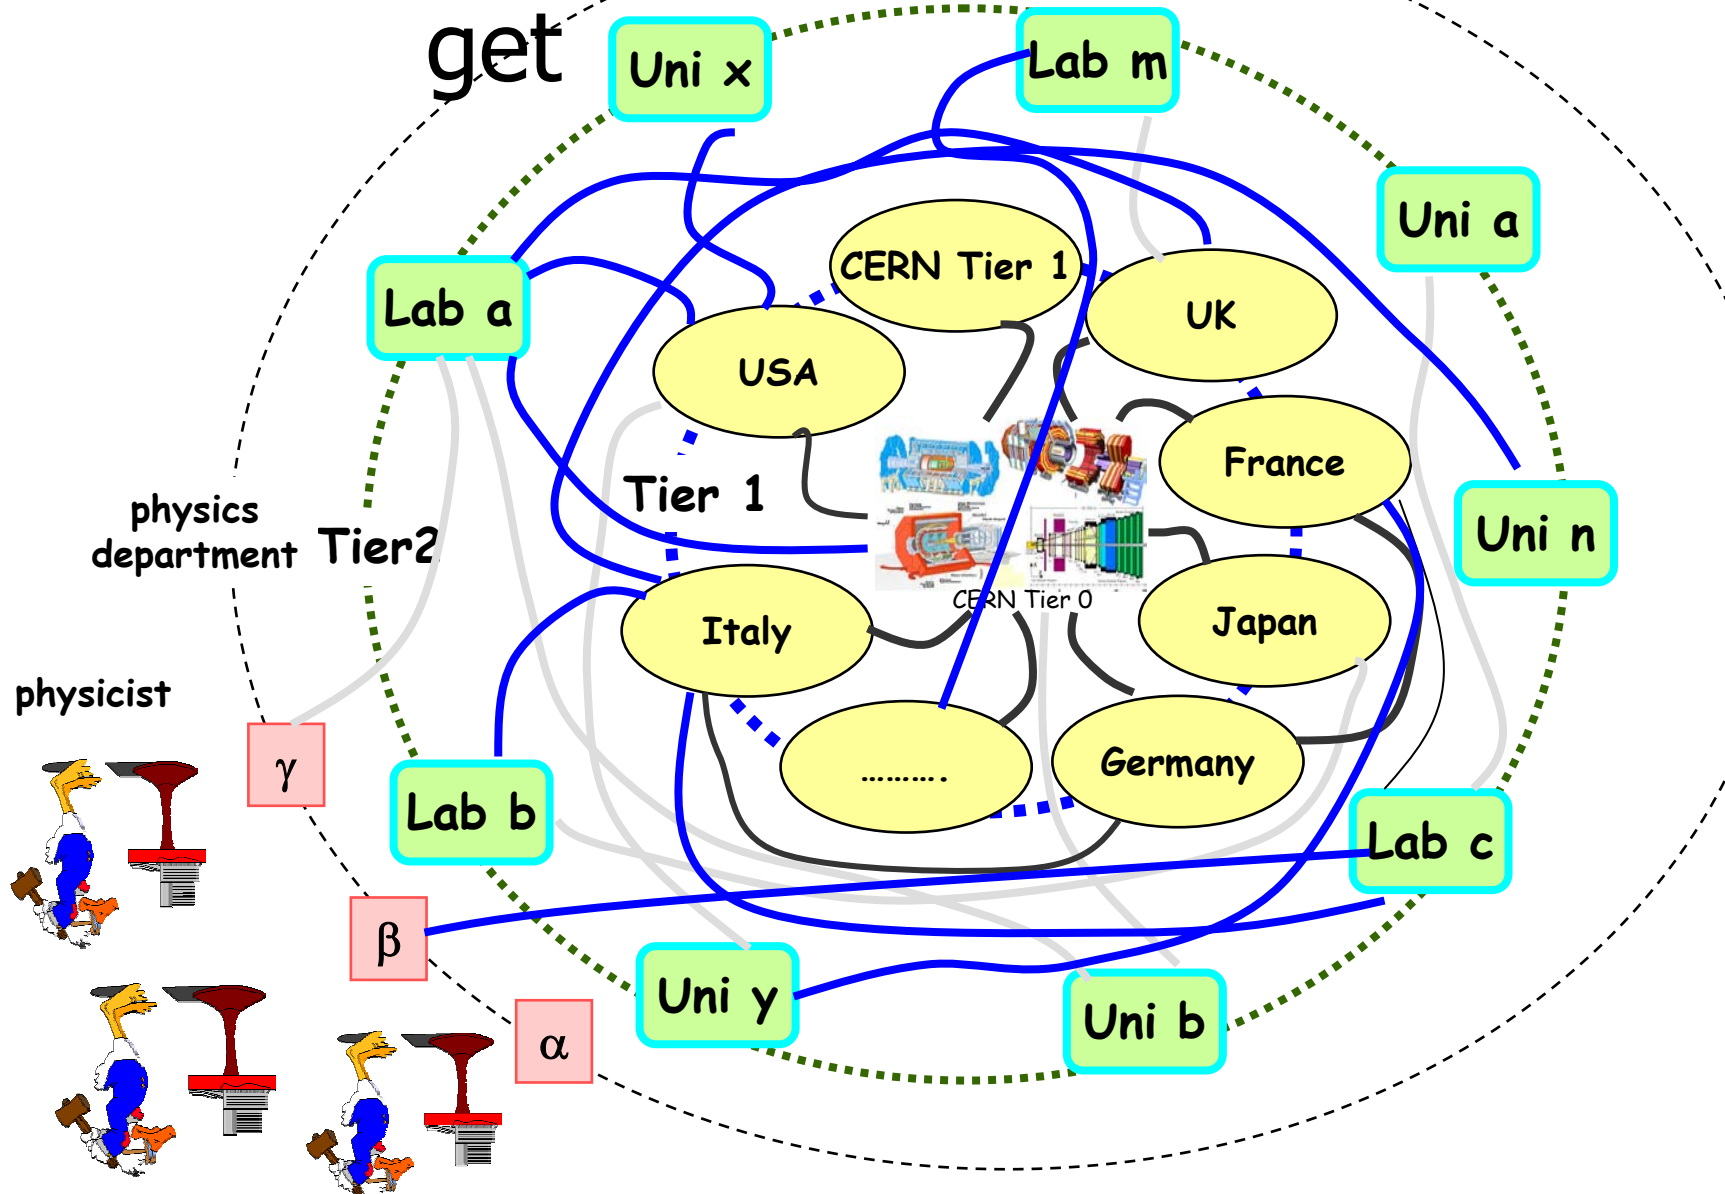 get
Uni x
Lab m
Uni a
CERN Tier 1
Lab a
UK
USA
France
Tier 1
physics
department
Tier2
Uni n
CERN Tier 0
Italy
Japan
physicist
γ
……….
Germany
Lab b
Lab c
β
Uni y
Uni b
α